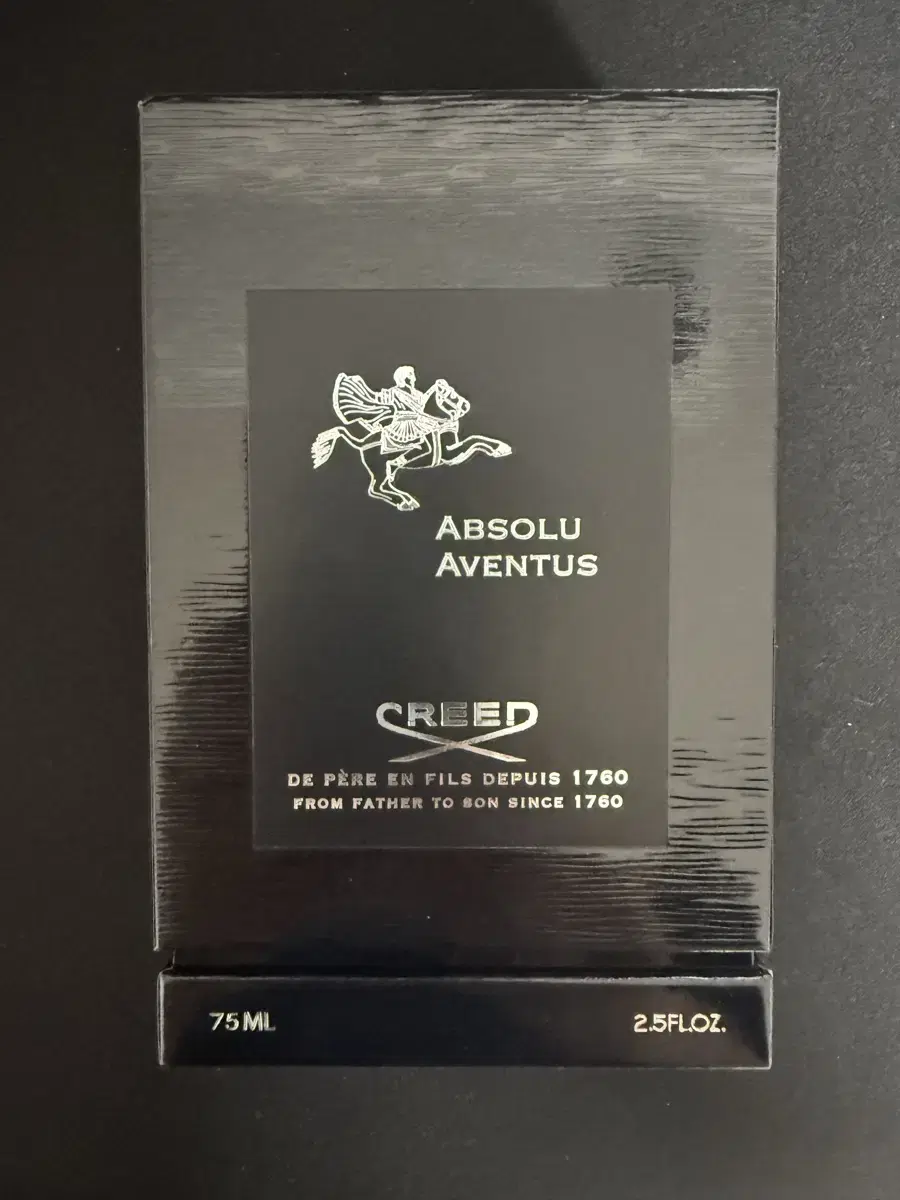 ABSOLU
AVENTUS
CREED
DE PÈRE EN FILS DEPUIS 1760
FROM FATHER TO SON SINCE 1760
75ML
2.5FL.OZ.